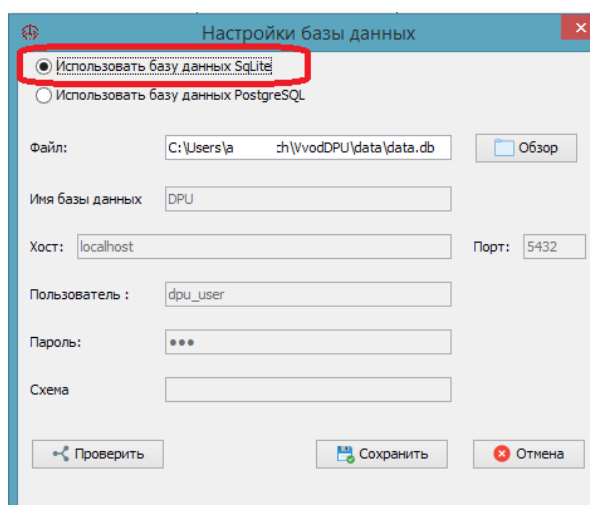 Настройки базы данных
Использовать базу данных SqLite
Использовать базу данных PostgreSQL
Файл: C:\Users\a ch\VvodDPU\data\data.db Обзор
Имя базы данных DPU
Хост: localhost Порт: 5432
Пользователь : dpu_user
Пароль: •••
Схема
Проверить Сохранить Отмена